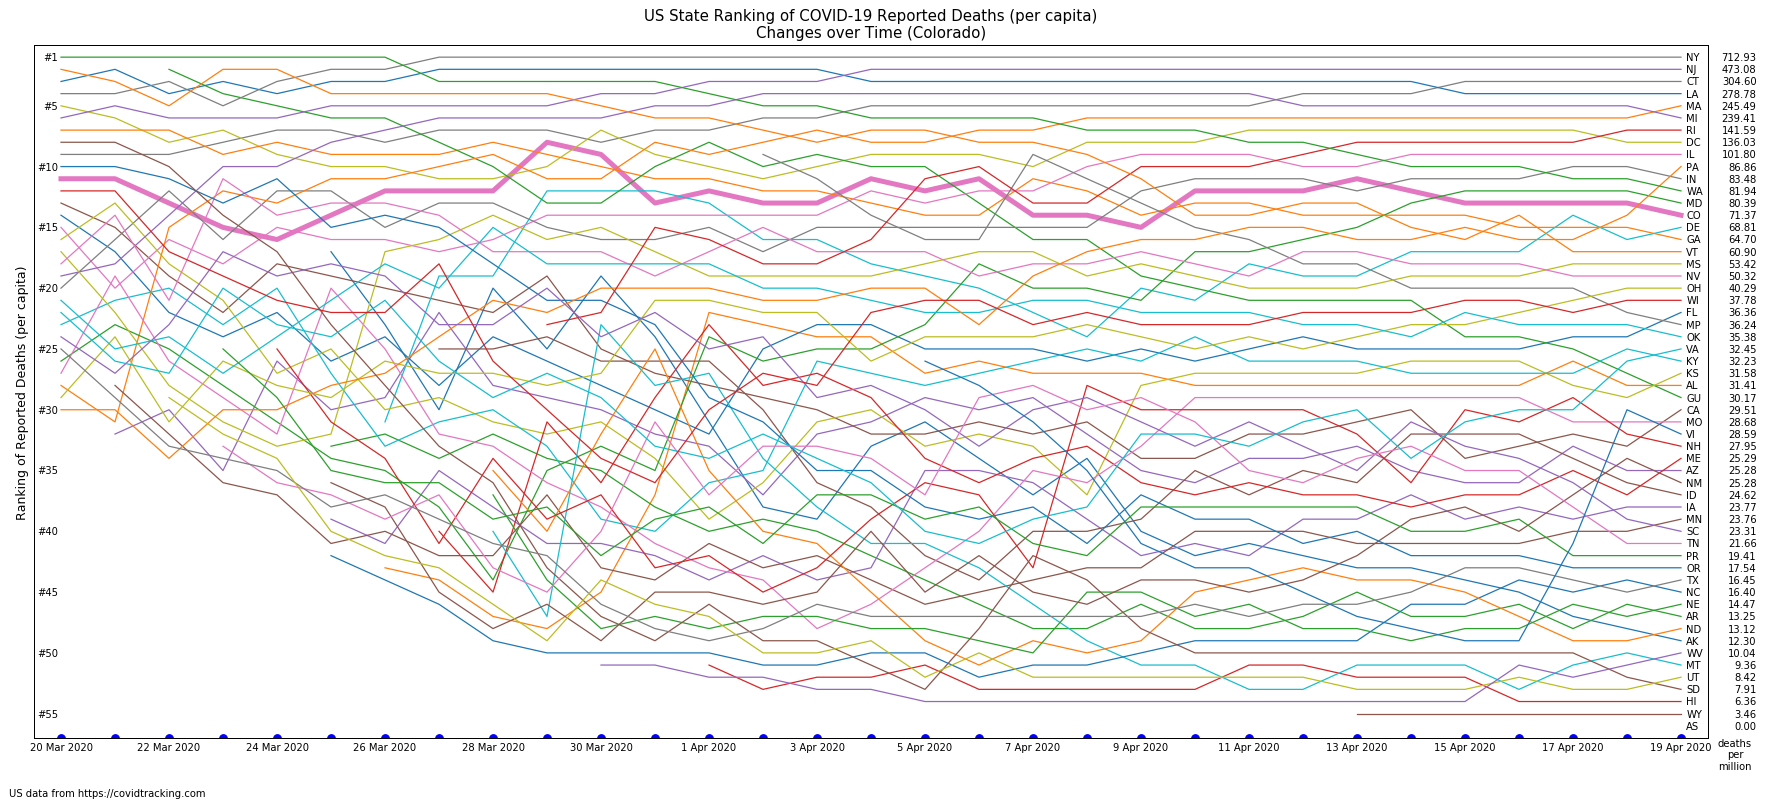 US State Ranking of COVID-19 Reported Deaths (per capita)
Changes over Time (Colorado)
Ranking of Reported Deaths (per capita)
#1
#5
#10
#15
#20
#25
#30
#35
#40
#45
#50
#55
NY 712.93
NJ 473.08
CT 304.60
LA 278.78
MA 245.49
MI 239.41
RI 141.59
DC 136.03
IL 101.80
PA 86.86
IN 83.48
WA 81.94
MD 80.39
CO 71.37
DE 68.81
GA 64.70
VT 60.90
MS 53.42
NV 50.32
OH 40.29
WI 37.78
FL 36.36
MP 36.24
OK 35.38
VA 32.45
KY 32.23
KS 31.58
AL 31.41
GU 30.17
CA 29.51
MO 28.68
VI 28.59
NH 27.95
ME 25.29
AZ 25.28
NM 25.28
ID 24.62
IA 23.77
MN 23.76
SC 23.31
TN 21.66
PR 19.41
OR 17.54
TX 16.45
NC 16.40
NE 14.47
AR 13.25
ND 13.12
AK 12.30
WV 10.04
MT 9.36
UT 8.42
SD 7.91
HI 6.36
WY 3.46
AS 0.00
20 Mar 2020 22 Mar 2020 24 Mar 2020 26 Mar 2020 28 Mar 2020 30 Mar 2020 1 Apr 2020 3 Apr 2020 5 Apr 2020 7 Apr 2020 9 Apr 2020 11 Apr 2020 13 Apr 2020 15 Apr 2020 17 Apr 2020 19 Apr 2020
deaths
per
million
US data from https://covidtracking.com